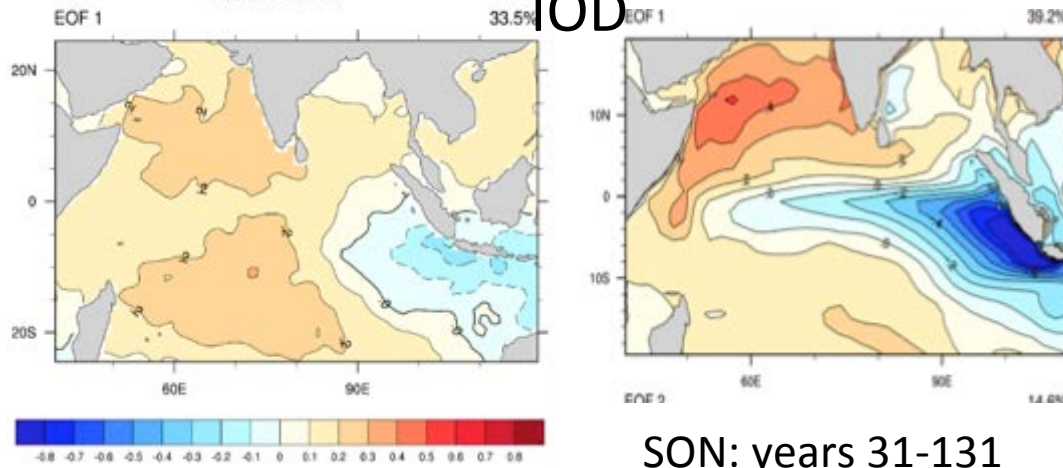 IOD
EOF 1 33.5%
20N
0
20S
60E 90E
-0.8 -0.7 -0.6 -0.5 -0.4 -0.3 -0.2 -0.1 0 0.1 0.2 0.3 0.4 0.5 0.6 0.7 0.8
EOF 1 39.2%
10N
0
10S
60E 90E
EOF 2 14.6%
SON: years 31-131